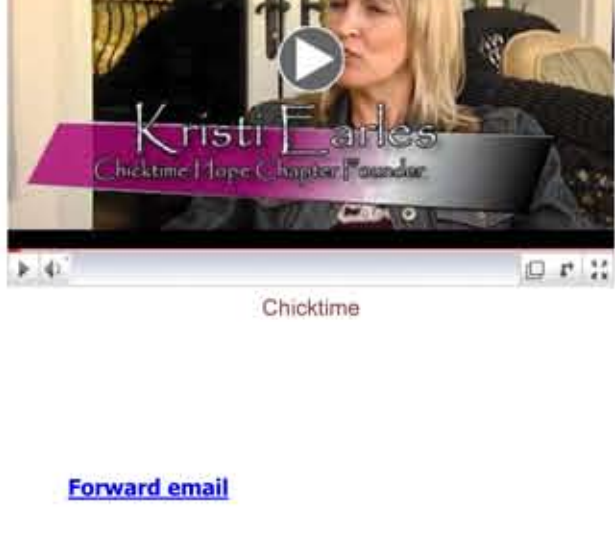 Kristi Earles
Chicktime Hope Chapter Founder
Chicktime
Forward email